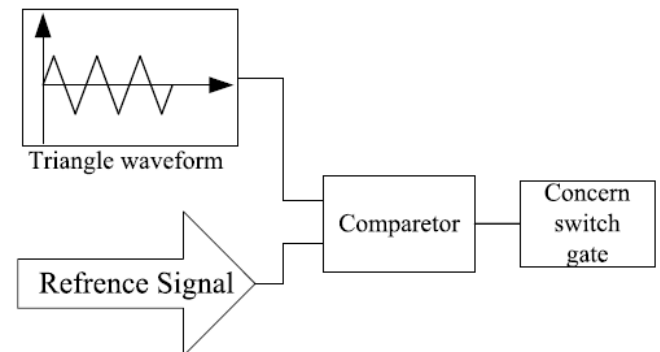 Triangle waveform
Refrence Signal
Comparetor
Concern
switch
gate